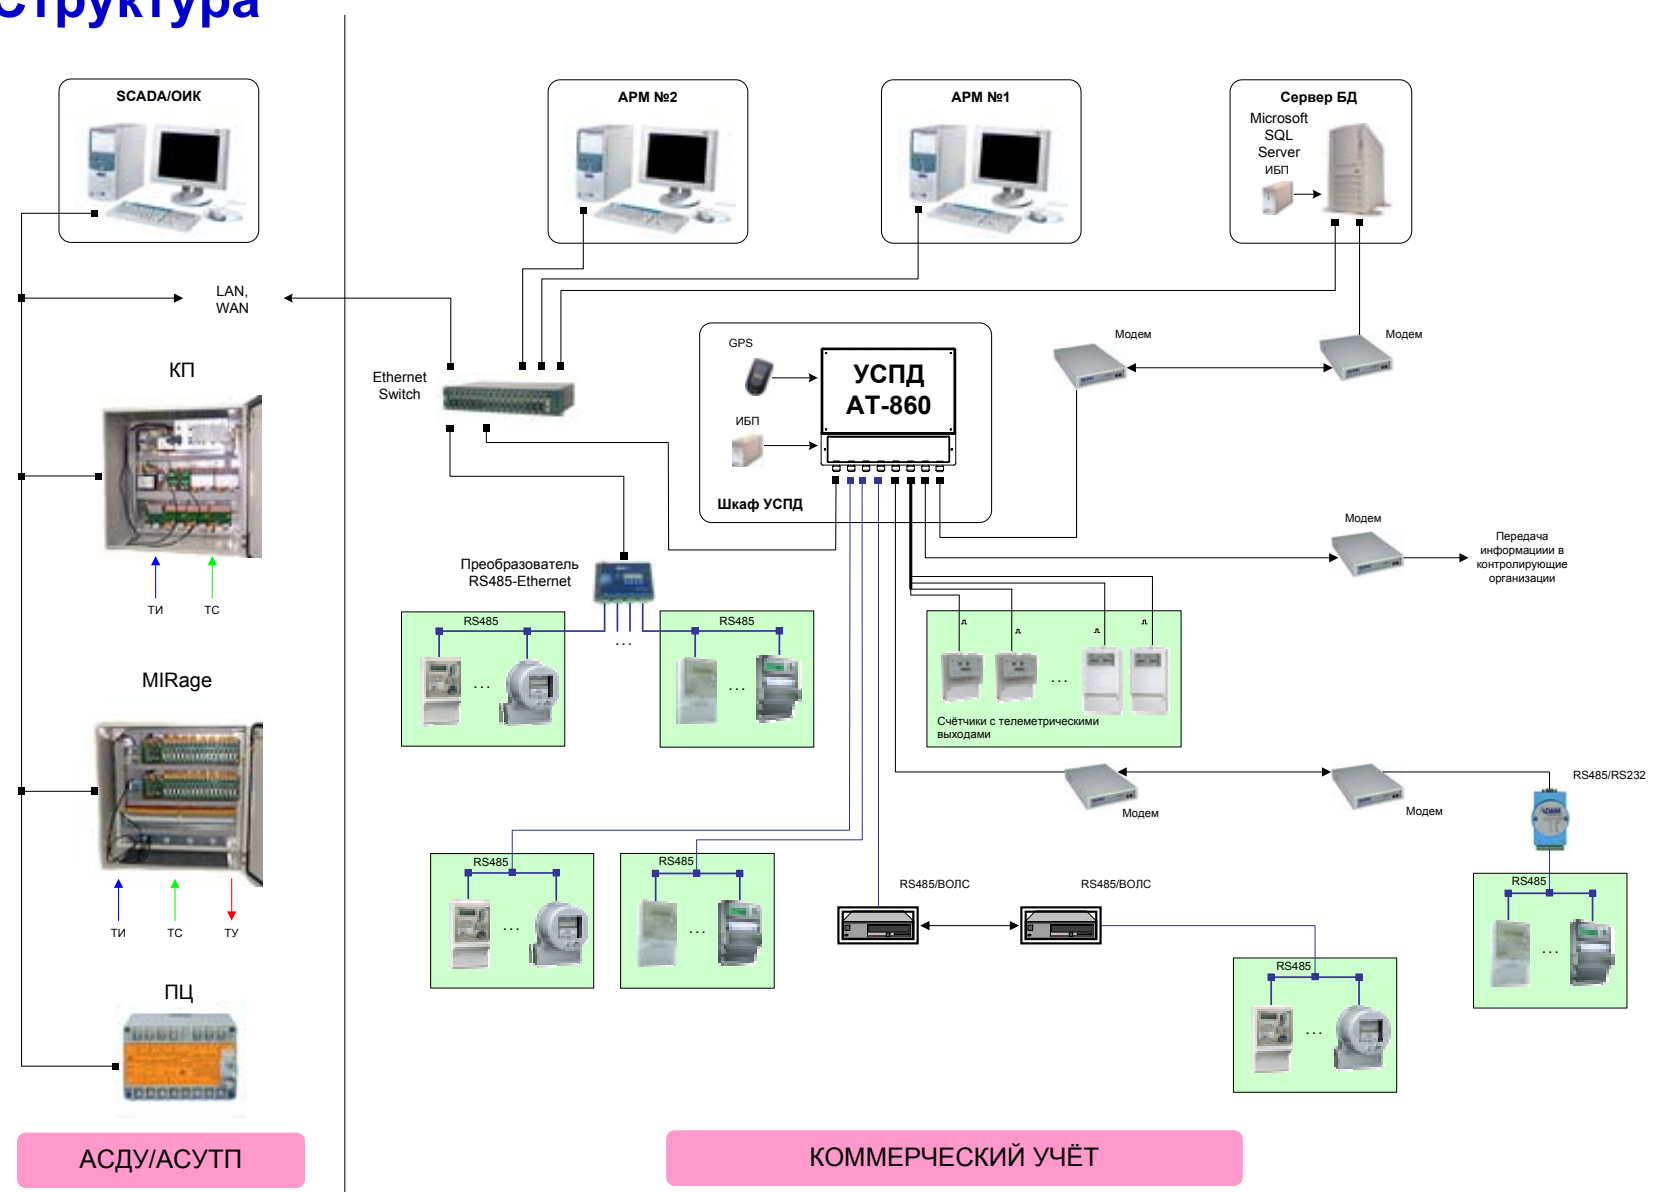 Структура
SCADA/ОИК
АРМ №2
АРМ №1
Сервер БД
Microsoft
SQL
Server
ИБП
LAN,
WAN
GPS
УСПД
АТ-860
ИБП
Шкаф УСПД
Модем
Модем
Ethernet
Switch
КП
ТИ
ТС
Преобразователь
RS485-Ethernet
RS485
...
...
RS485
...
Модем
Передача
информациии в
контролирующие
организации
...
Счётчики с телеметрическими
выходами
MIRage
ТИ
ТС
ТУ
Модем
Модем
RS485/RS232
RS485
...
RS485
...
RS485/ВОЛС
RS485/ВОЛС
RS485
...
RS485
...
ПЦ
АСДУ/АСУТП
КОММЕРЧЕСКИЙ УЧЁТ